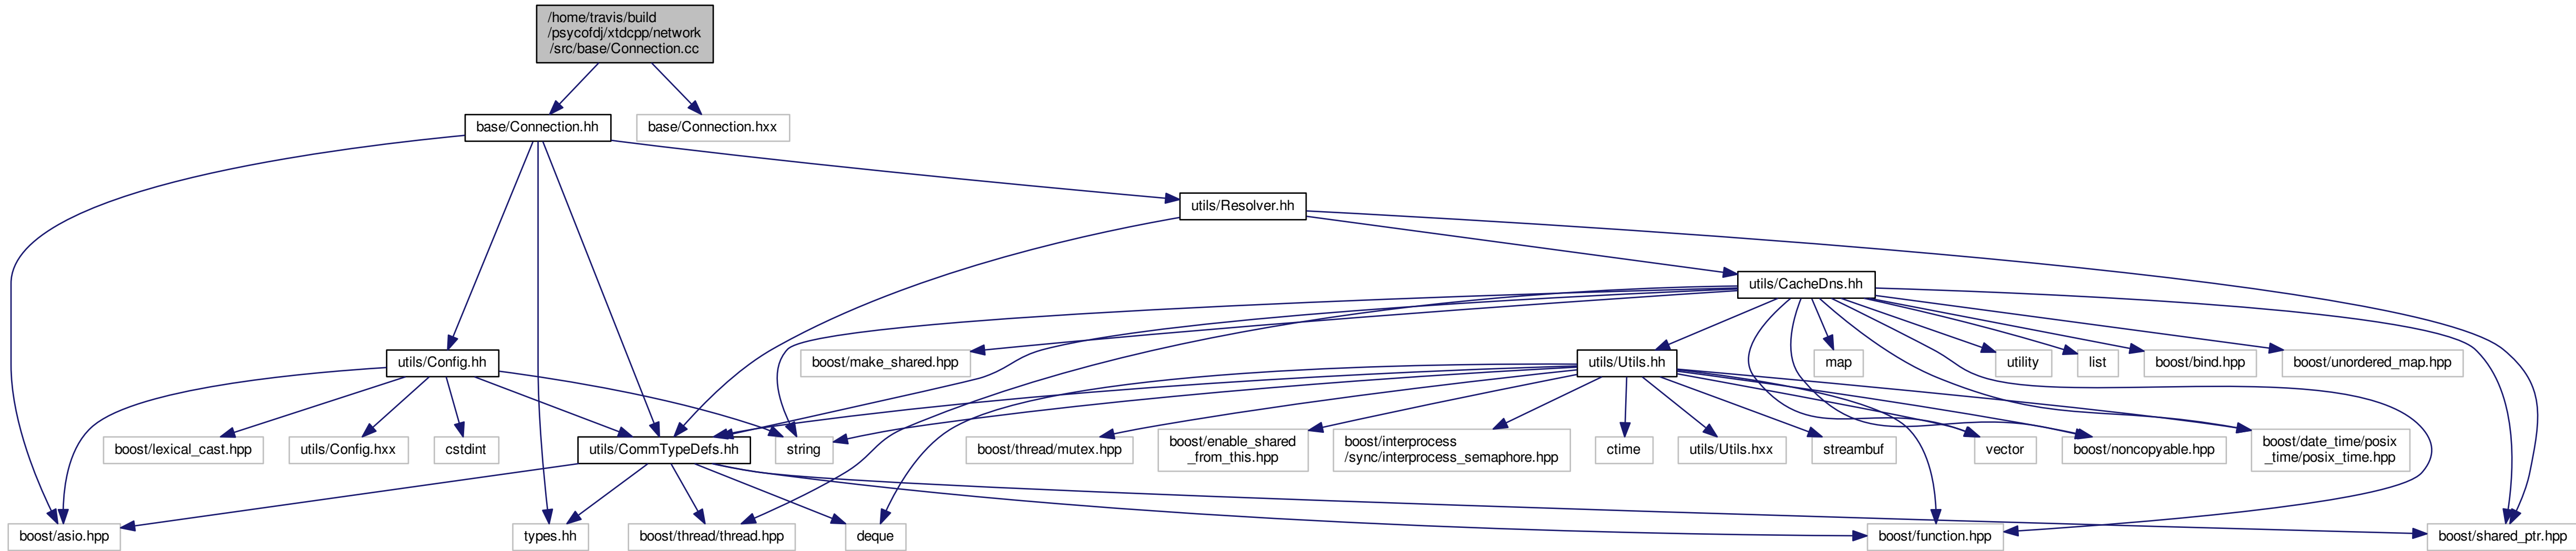 /home/travis/build
/psycofdj/xtdcpp/network
/src/base/Connection.cc
base/Connection.hh
base/Connection.hxx
utils/Resolver.hh
utils/CacheDns.hh
utils/Config.hh
boost/make_shared.hpp
utils/Utils.hh
map
utility
list
boost/bind.hpp
boost/unordered_map.hpp
boost/lexical_cast.hpp
utils/Config.hxx
cstdint
utils/CommTypeDefs.hh
string
boost/thread/mutex.hpp
boost/enable_shared
_from_this.hpp
boost/interprocess
/sync/interprocess_semaphore.hpp
ctime
utils/Utils.hxx
streambuf
vector
boost/noncopyable.hpp
boost/date_time/posix
_time/posix_time.hpp
boost/asio.hpp
types.hh
boost/thread/thread.hpp
deque
boost/function.hpp
boost/shared_ptr.hpp